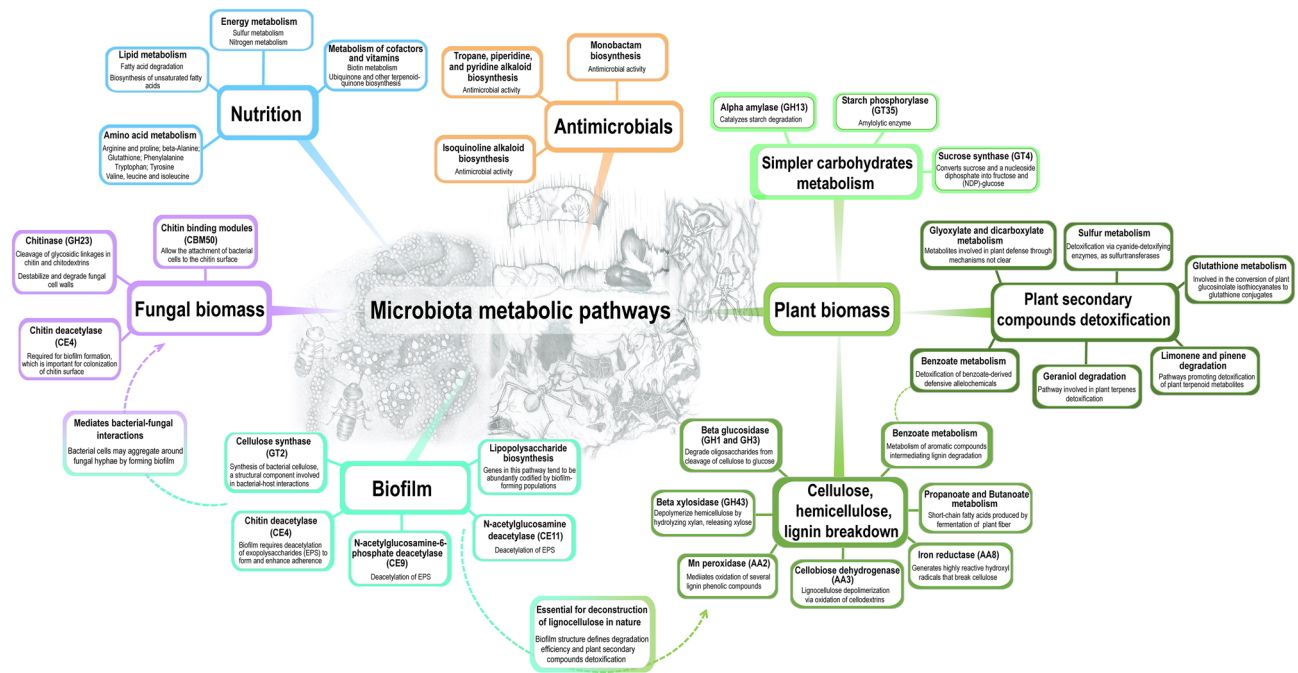 Energy metabolism
Sulfur metabolism
Nitrogen metabolism
Lipid metabolism
Fatty acid degradation
Biosynthesis of unsaturated fatty
acids
Metabolism of cofactors
and vitamins
Biotin metabolism
Ubiquinone and other terpenoid-
quinone biosynthesis
Nutrition
Amino acid metabolism
Arginine and proline; beta-Alanine;
Glutathione; Phenylalanine
Tryptophan; Tyrosine
Valine, leucine and isoleucine
Tropane, piperidine,
and pyridine alkaloid
biosynthesis
Antimicrobial activity
Monobactam
biosynthesis
Antimicrobial activity
Antimicrobials
Isoquinoline alkaloid
biosynthesis
Antimicrobial activity
Alpha amylase (GH13)
Catalyzes starch degradation
Starch phosphorylase
(GT35)
Amylolytic enzyme
Simpler carbohydrates
metabolism
Sucrose synthase (GT4)
Converts sucrose and a nucleoside
diphosphate into fructose and
(NDP)-glucose
Chitinase (GH23)
Cleavage of glycosidic linkages in
chitin and chitodextrins
Destabilize and degrade fungal
cell walls
Chitin binding modules
(CBM50)
Allow the attachment of bacterial
cells to the chitin surface
Fungal biomass
Chitin deacetylase
(CE4)
Required for biofilm formation,
which is important for colonization
of chitin surface
Microbiota metabolic pathways
Plant biomass
Glyoxylate and dicarboxylate
metabolism
Metabolites involved in plant defense through
mechanisms not clear
Sulfur metabolism
Detoxification via cyanide-detoxifying
enzymes, as sulfurtransferases
Glutathione metabolism
Involved in the conversion of plant
glucosinolate isothiocyanates to
glutathione conjugates
Plant secondary
compounds detoxification
Benzoate metabolism
Detoxification of benzoate-derived
defensive allelochemicals
Geraniol degradation
Pathway involved in plant terpenes
detoxification
Limonene and pinene
degradation
Pathways promoting detoxification
of plant terpenoid metabolites
Mediates bacterial-fungal
interactions
Bacterial cells may aggregate around
fungal hyphae by forming biofilm
Cellulose synthase
(GT2)
Synthesis of bacterial cellulose,
a structural component involved
in bacterial-host interactions
Lipopolysaccharide
biosynthesis
Genes in this pathway tend to be
abundantly codified by biofilm-
forming populations
Biofilm
Chitin deacetylase
(CE4)
Biofilm requires deacetylation
of exopolysaccharides (EPS) to
form and enhance adherence
N-acetylglucosamine-6-
phosphate deacetylase
(CE9)
Deacetylation of EPS
N-acetylglucosamine
deacetylase (CE11)
Deacetylation of EPS
Essential for deconstruction
of lignocellulose in nature
Biofilm structure defines degradation
efficiency and plant secondary
compounds detoxification
Beta glucosidase
(GH1 and GH3)
Degrade oligosaccharides from
cleavage of cellulose to glucose
Benzoate metabolism
Metabolism of aromatic compounds
intermediating lignin degradation
Beta xylosidase (GH43)
Depolymerize hemicellulose by
hydrolyzing xylan, releasing xylose
Cellulose,
hemicellulose,
lignin breakdown
Propanoate and Butanoate
metabolism
Short-chain fatty acids produced by
fermentation of plant fiber
Mn peroxidase (AA2)
Mediiates oxidation of several
lignin phenolic compounds
Cellobiose dehydrogenase
(AA3)
Lignocellulose depolimerization
via oxidation of cellodextrins
Iron reductase (AA8)
Generates highly reactive hydroxyl
radicals that break cellulose